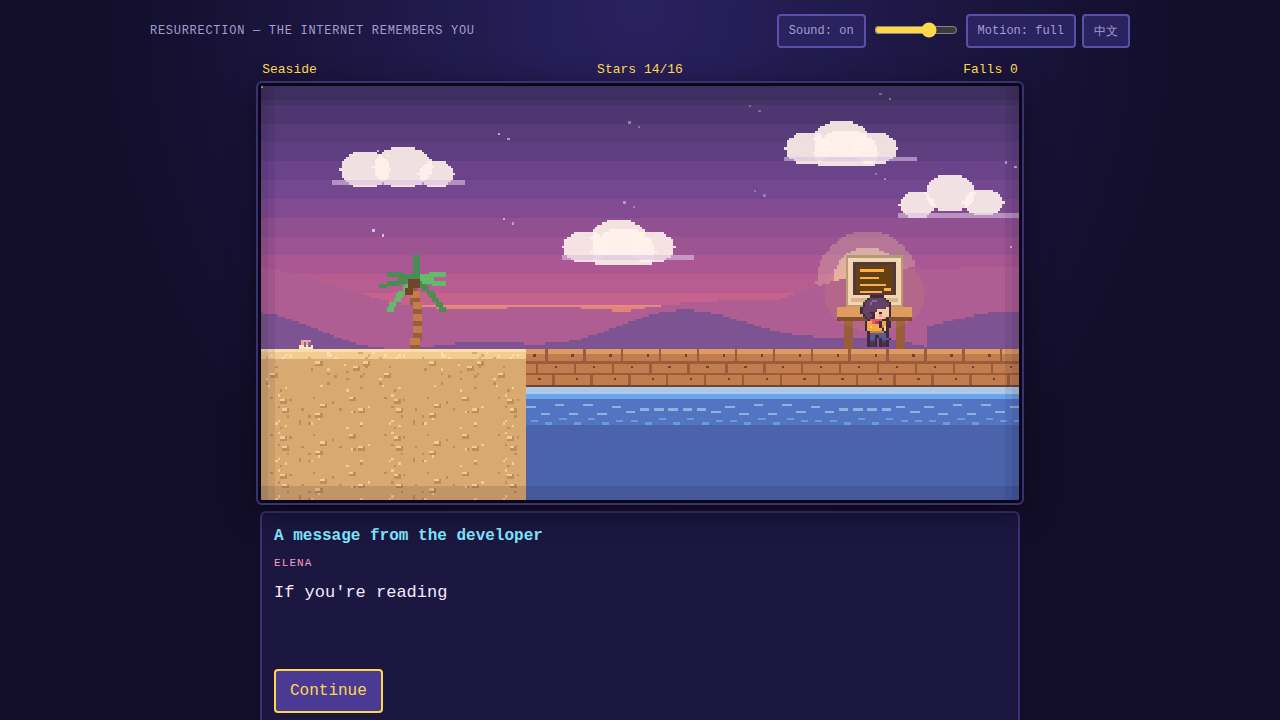 RESURRECTION — THE INTERNET REMEMBERS YOU
Sound: on
Motion: full
中文
Seaside
Stars 14/16
Falls 0
A message from the developer
ELENA
If you're reading
Continue